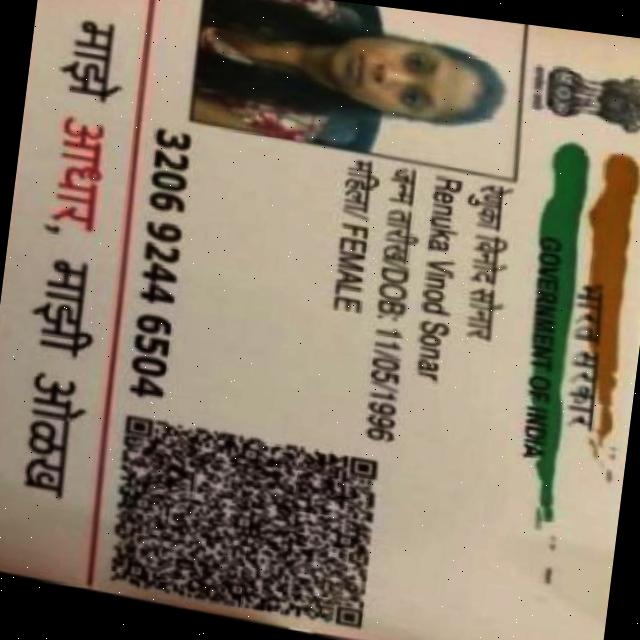 भारत सरकार
GOVERNMENT OF INDIA
रेणुका विनोद सोनार
Renuka Vinod Sonar
जन्म तारीख/DOB: 11/05/1996
महिला/ FEMALE
3206 9244 6504
माझे आधार, माझी ओळख